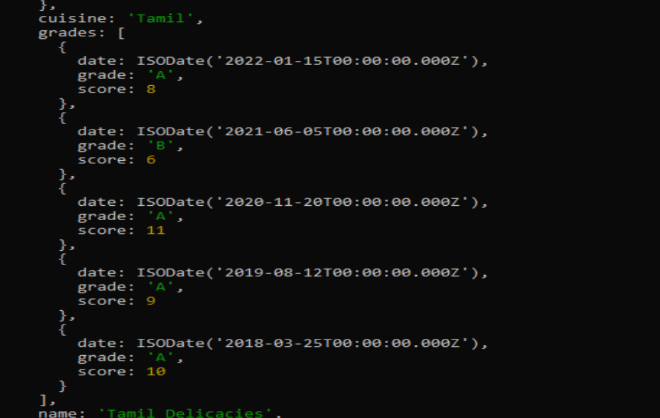 },
cuisine: 'Tamil',
grades: [
{
date: ISODate('2022-01-15T00:00:00.000Z'),
grade: 'A',
score: 8
},
{
date: ISODate('2021-06-05T00:00:00.000Z'),
grade: 'B',
score: 6
},
{
date: ISODate('2020-11-20T00:00:00.000Z'),
grade: 'A',
score: 11
},
{
date: ISODate('2019-08-12T00:00:00.000Z'),
grade: 'A',
score: 9
},
{
date: ISODate('2018-03-25T00:00:00.000Z'),
grade: 'A',
score: 10
}
],
name: 'Tamil Delicacies',